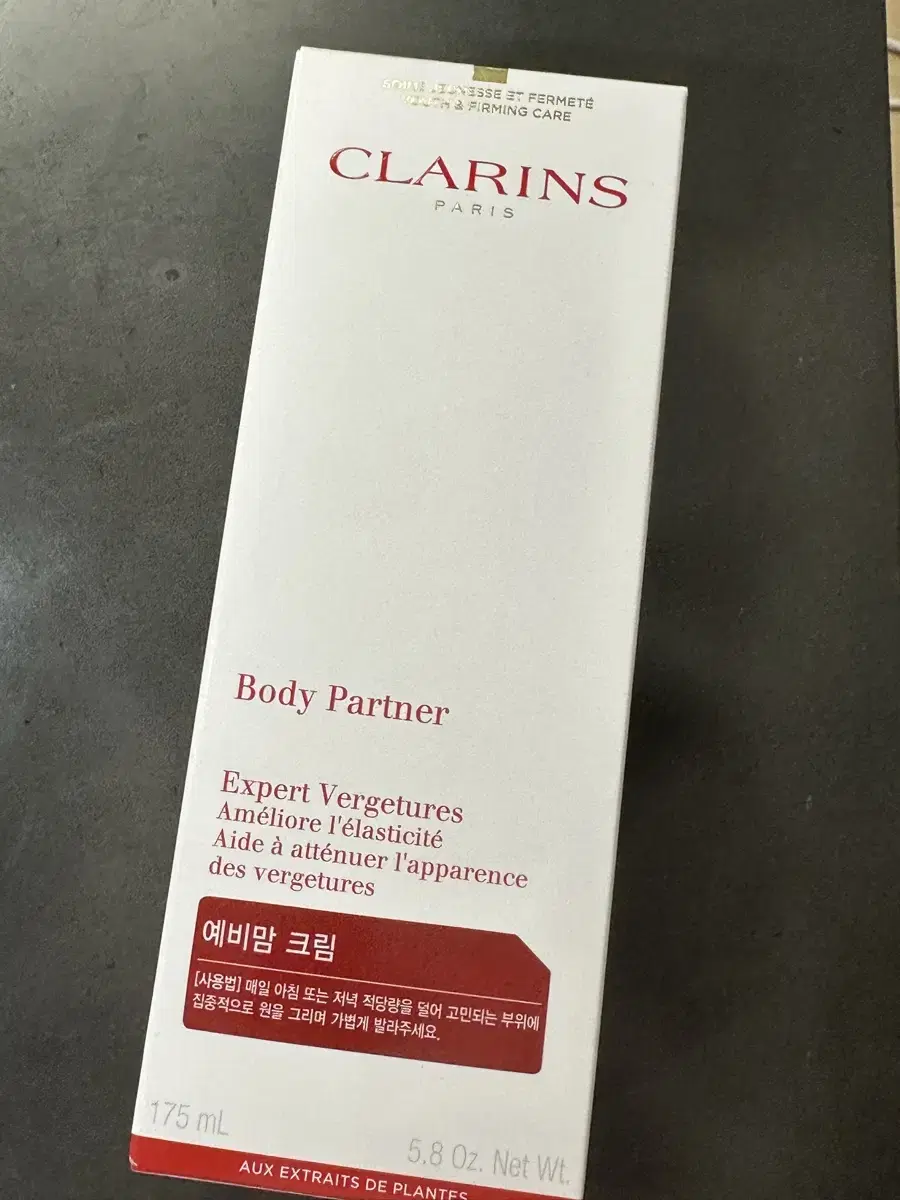 SOINS JEUNESSE ET FERMETÉ
YOUTH & FIRMING CARE
CLARINS
PARIS
Body Partner
Expert Vergetures
Améliore l'élasticité
Aide à atténuer l'apparence
des vergetures
예비맘 크림
[사용법] 매일 아침 또는 저녁 적당량을 덜어 고민되는 부위에
집중적으로 원을 그리며 가볍게 발라주세요.
175 mL
5.8 Oz. Net Wt.
AUX EXTRAITS DE PLANTES